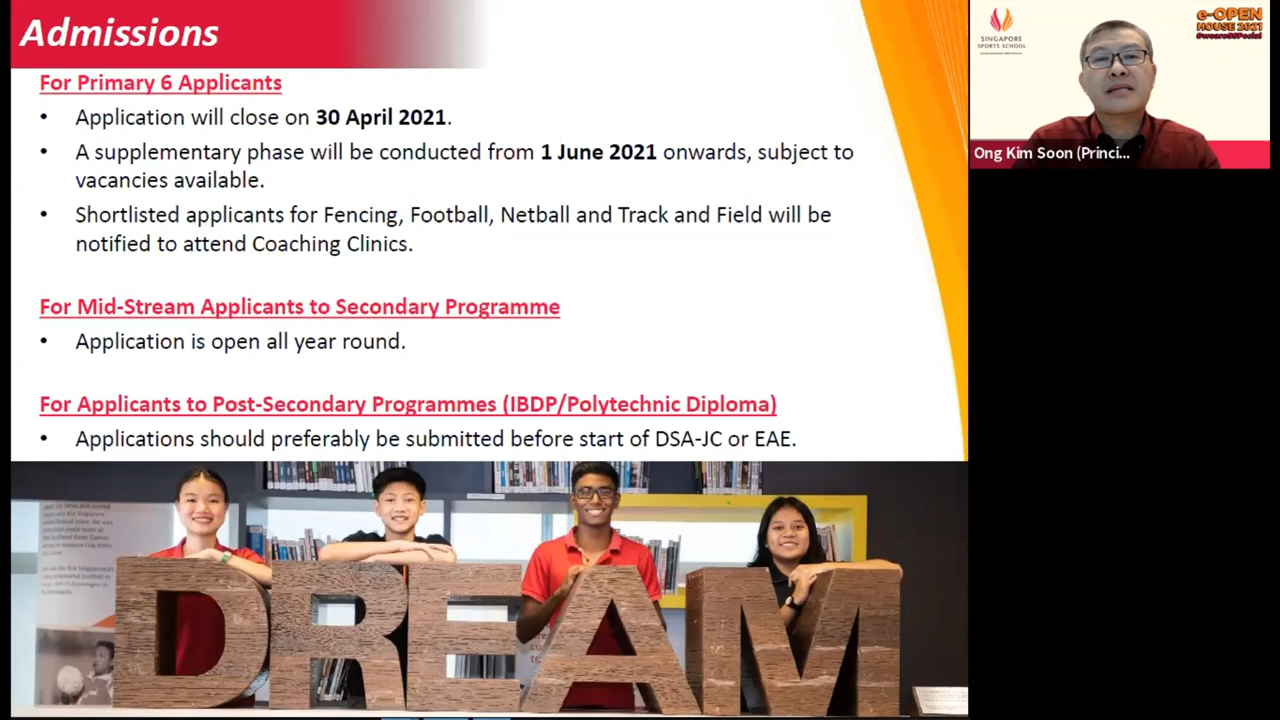 Admissions
For Primary 6 Applicants
• Application will close on 30 April 2021.
• A supplementary phase will be conducted from 1 June 2021 onwards, subject to
vacancies available.
• Shortlisted applicants for Fencing, Football, Netball and Track and Field will be
notified to attend Coaching Clinics.
For Mid-Stream Applicants to Secondary Programme
• Application is open all year round.
For Applicants to Post-Secondary Programmes (IBDP/Polytechnic Diploma)
• Applications should preferably be submitted before start of DSA-JC or EAE.
DREAM
SINGAPORE
SPORTS SCHOOL
e-OPEN
HOUSE 2021
#weareSSPecial
Ong Kim Soon (Princi...